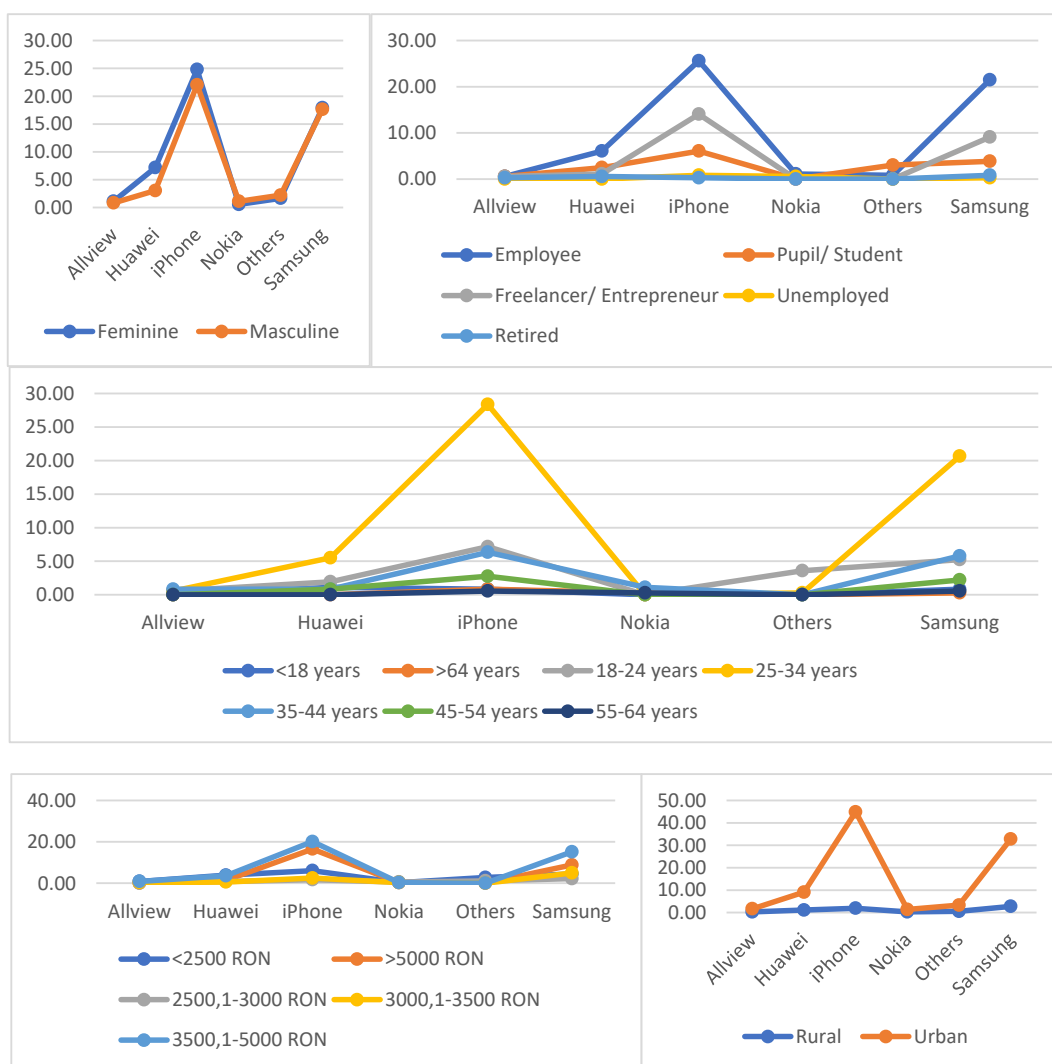 30.00
25.00
20.00
15.00
10.00
5.00
0.00
Allview
Huawei
iPhone
Nokia
Others
Samsung
Feminine Masculine
30.00
20.00
10.00
0.00
Allview Huawei iPhone Nokia Others Samsung
Employee Pupil/ Student
Freelancer/ Entrepreneur Unemployed
Retired
30.00
25.00
20.00
15.00
10.00
5.00
0.00
Allview Huawei iPhone Nokia Others Samsung
<18 years >64 years 18-24 years 25-34 years
35-44 years 45-54 years 55-64 years
40.00
20.00
0.00
Allview Huawei iPhone Nokia Others Samsung
<2500 RON >5000 RON
2500,1-3000 RON 3000,1-3500 RON
3500,1-5000 RON
50.00
40.00
30.00
20.00
10.00
0.00
Allview
Huawei
iPhone
Nokia
Others
Samsung
Rural Urban